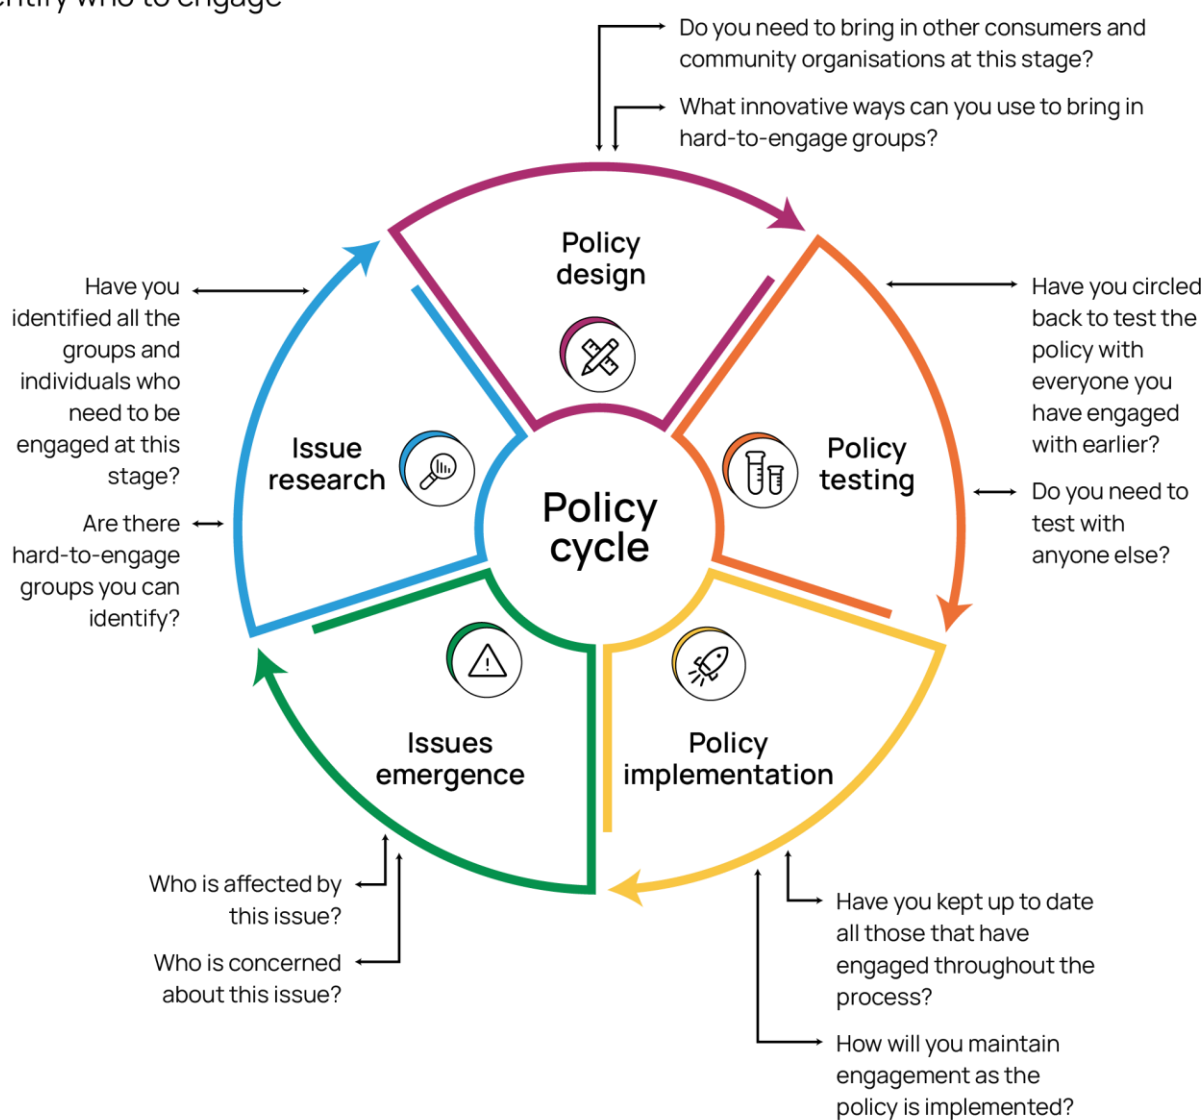 entify who to engage
Do you need to bring in other consumers and
community organisations at this stage?
What innovative ways can you use to bring in
hard-to-engage groups?
Policy
design
Have you
identified all the
groups and
individuals who
need to be
engaged at this
stage?
Are there
hard-to-engage
groups you can
identify?
Issue
research
Policy
testing
Have you circled
back to test the
policy with
everyone you
have engaged
with earlier?
Do you need to
test with
anyone else?
Policy
cycle
Issues
emergence
Policy
implementation
Who is affected by
this issue?
Who is concerned
about this issue?
Have you kept up to date
all those that have
engaged throughout the
process?
How will you maintain
engagement as the
policy is implemented?